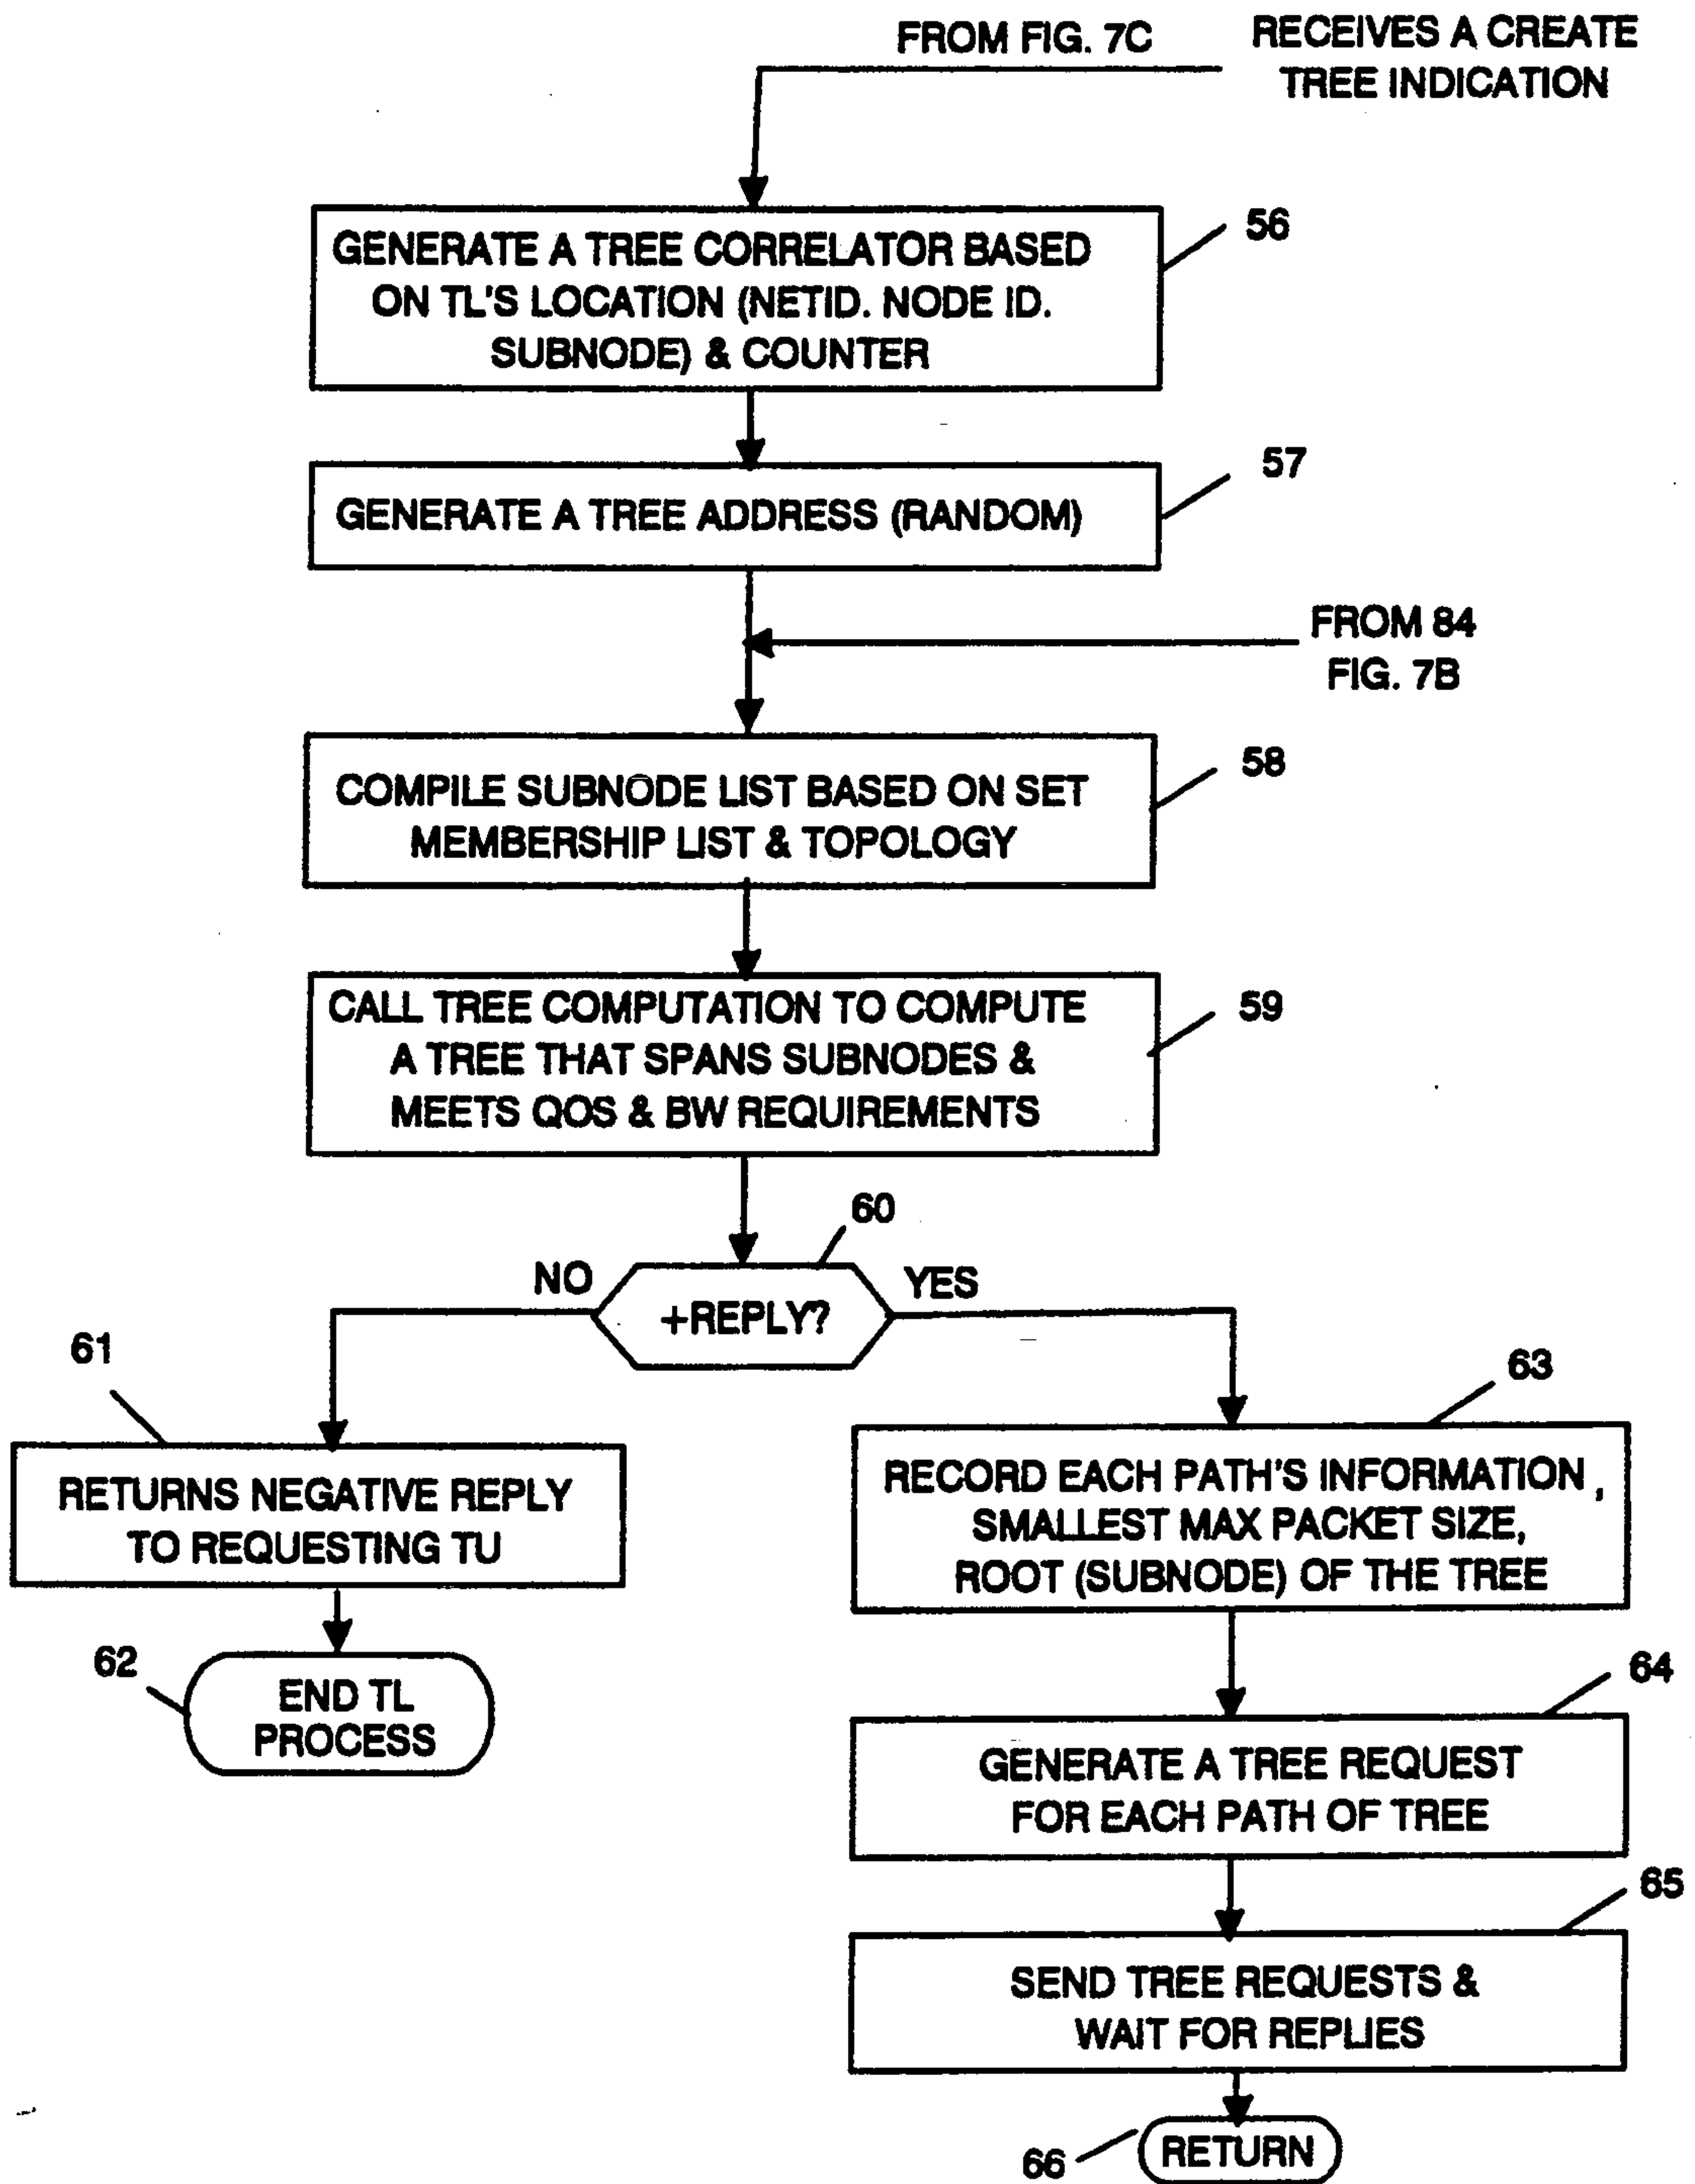 FROM FIG. 7C
RECEIVES A CREATE
TREE INDICATION
56
GENERATE A TREE CORRELATOR BASED
ON TL'S LOCATION (NETID. NODE ID.
SUBNODE) & COUNTER
57
GENERATE A TREE ADDRESS (RANDOM)
FROM 84
FIG. 7B
58
COMPILE SUBNODE LIST BASED ON SET
MEMBERSHIP LIST & TOPOLOGY
59
CALL TREE COMPUTATION TO COMPUTE
A TREE THAT SPANS SUBNODES &
MEETS QOS & BW REQUIREMENTS
60
NO
YES
+REPLY?
61
RETURNS NEGATIVE REPLY
TO REQUESTING TU
62
END TL
PROCESS
63
RECORD EACH PATH'S INFORMATION,
SMALLEST MAX PACKET SIZE,
ROOT (SUBNODE) OF THE TREE
64
GENERATE A TREE REQUEST
FOR EACH PATH OF TREE
65
SEND TREE REQUESTS &
WAIT FOR REPLIES
66
RETURN